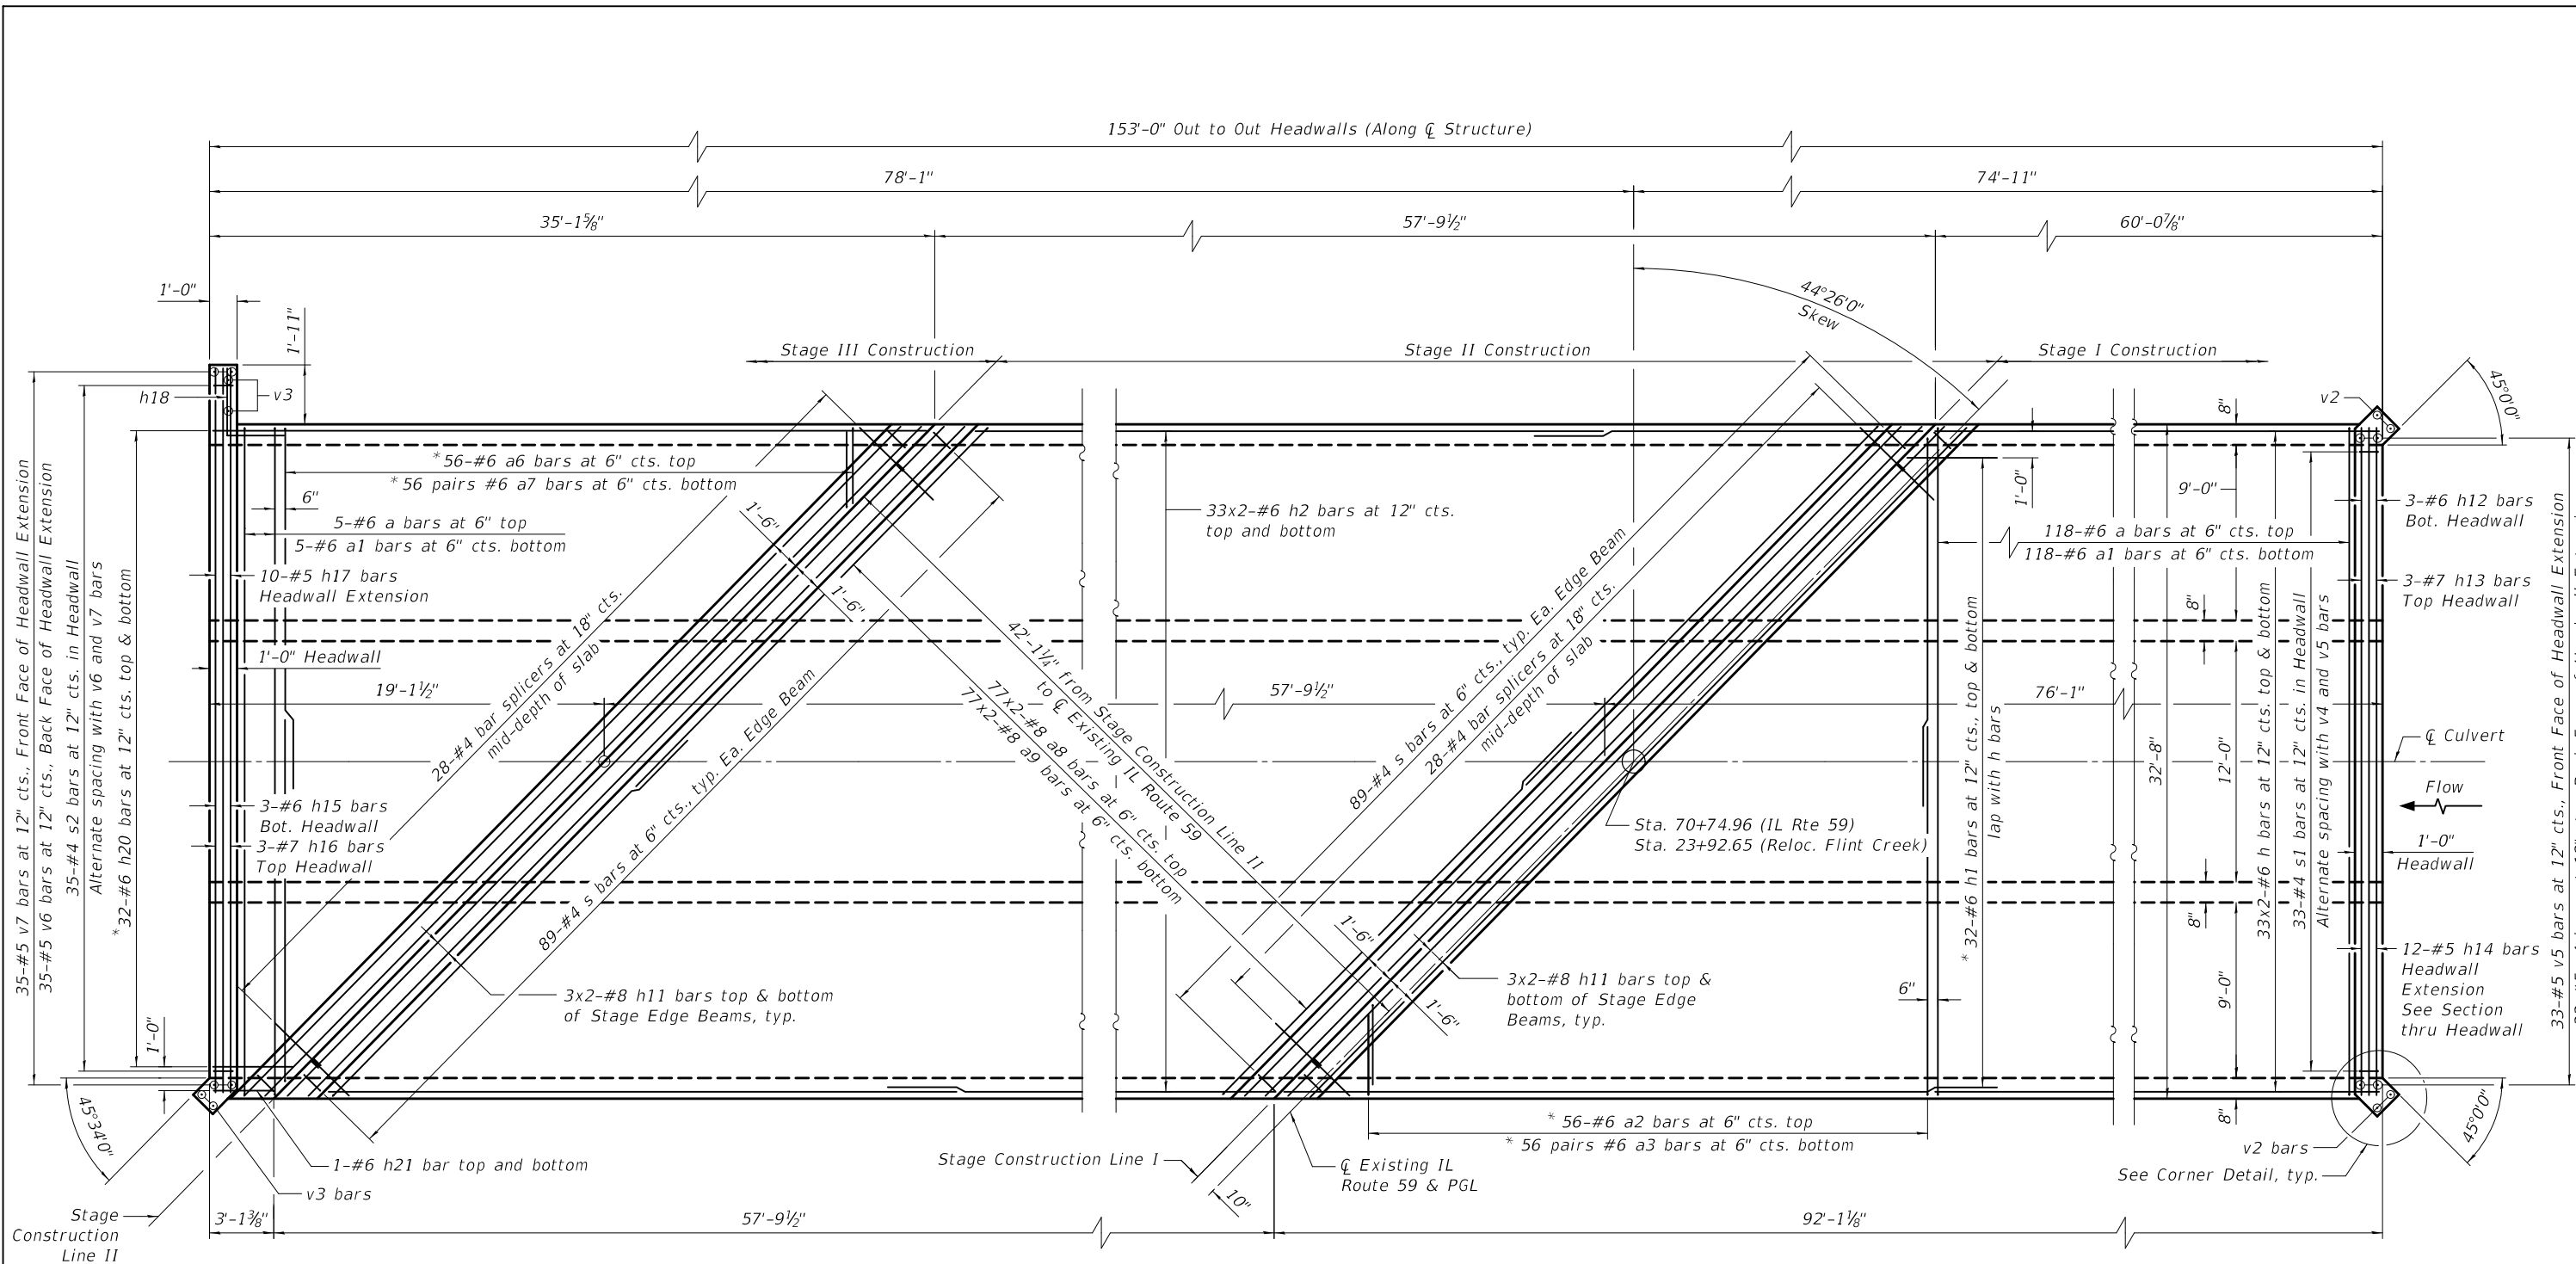 153'-0" Out to Out Headwalls (Along ℄ Structure)
78'-1"
74'-11"
35'-1⅝"
57'-9½"
60'-0⅞"
1'-0"
1'-11"
44°26'0"
Skew
Stage III Construction
Stage II Construction
Stage I Construction
h18
v3
v2
8"
45°0'0"
*56-#6 a6 bars at 6" cts. top
*56 pairs #6 a7 bars at 6" cts. bottom
6"
5-#6 a bars at 6" top
5-#6 a1 bars at 6" cts. bottom
10-#5 h17 bars
Headwall Extension
1'-0" Headwall
19'-1½"
3-#6 h15 bars
Bot. Headwall
3-#7 h16 bars
Top Headwall
35-#5 v7 bars at 12" cts., Front Face of Headwall Extension
35-#5 v6 bars at 12" cts., Back Face of Headwall Extension
35-#4 s2 bars at 12" cts. in Headwall
Alternate spacing with v6 and v7 bars
*32-#6 h20 bars at 12" cts. top & bottom
1'-0"
28-#4 bar splicers at 18" cts.
mid-depth of slab
89-#4 s bars at 6" cts., typ. Ea. Edge Beam
1'-6"
1'-6"
42'-1¼" from Stage Construction Line II
to ℄ Existing IL Route 59
77x2-#8 a8 bars at 6" cts. top
77x2-#8 a9 bars at 6" cts. bottom
33x2-#6 h2 bars at 12" cts.
top and bottom
57'-9½"
89-#4 s bars at 6" cts., typ. Ea. Edge Beam
28-#4 bar splicers at 18" cts.
mid-depth of slab
1'-6"
1'-6"
Sta. 70+74.96 (IL Rte 59)
Sta. 23+92.65 (Reloc. Flint Creek)
3x2-#8 h11 bars top & bottom
of Stage Edge Beams, typ.
3x2-#8 h11 bars top &
bottom of Stage Edge
Beams, typ.
1'-0"
118-#6 a bars at 6" cts. top
118-#6 a1 bars at 6" cts. bottom
76'-1"
*32-#6 h1 bars at 12" cts., top & bottom
lap with h bars
6"
32'-8"
9'-0"
8"
12'-0"
8"
9'-0"
8"
33x2-#6 h bars at 12" cts. top & bottom
33-#4 s1 bars at 12" cts. in Headwall
Alternate spacing with v4 and v5 bars
3-#6 h12 bars
Bot. Headwall
3-#7 h13 bars
Top Headwall
℄ Culvert
Flow
1'-0"
Headwall
12-#5 h14 bars
Headwall
Extension
See Section
thru Headwall
33-#5 v5 bars at 12" cts., Front Face of Headwall Extension
45°34'0"
1-#6 h21 bar top and bottom
v3 bars
Stage
Construction
Line II
3'-1⅜"
57'-9½"
Stage Construction Line I
10"
℄ Existing IL
Route 59 & PGL
*56-#6 a2 bars at 6" cts. top
*56 pairs #6 a3 bars at 6" cts. bottom
92'-1⅛"
v2 bars
See Corner Detail, typ.
45°0'0"